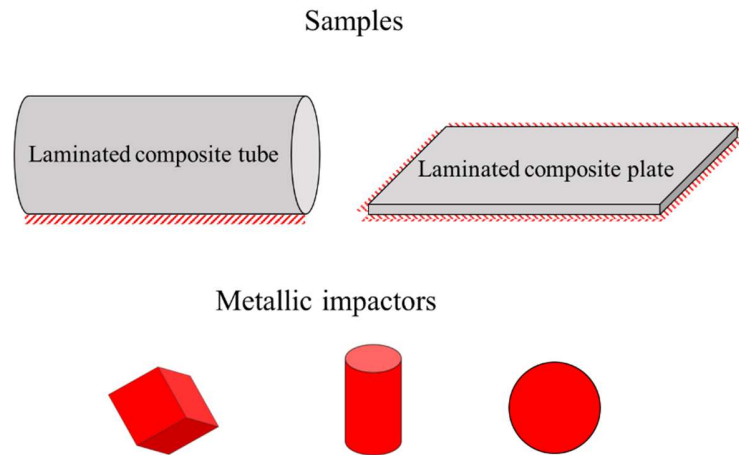 Samples
Laminated composite tube
Laminated composite plate
Metallic impactors